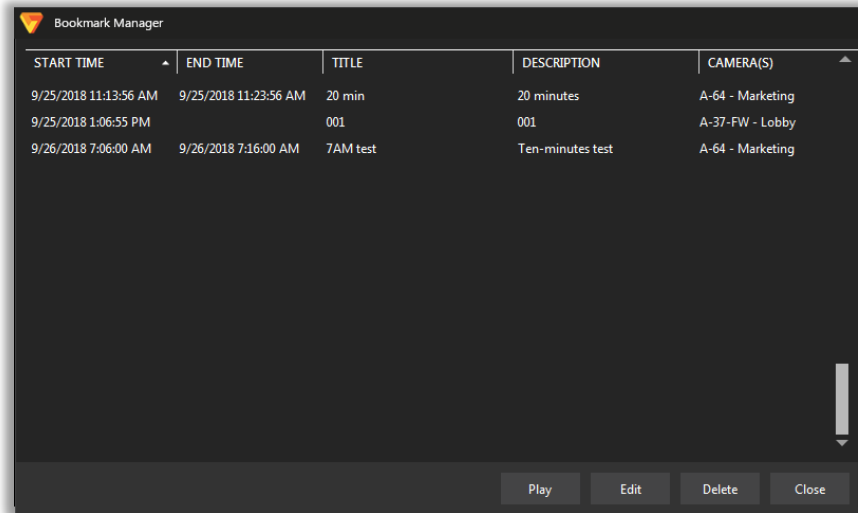 Bookmark Manager
START TIME END TIME TITLE DESCRIPTION CAMERA(S)
9/25/2018 11:13:56 AM 9/25/2018 11:23:56 AM 20 min 20 minutes A-64 - Marketing
9/25/2018 1:06:55 PM 001 001 A-37-FW - Lobby
9/26/2018 7:06:00 AM 9/26/2018 7:16:00 AM 7AM test Ten-minutes test A-64 - Marketing
Play Edit Delete Close